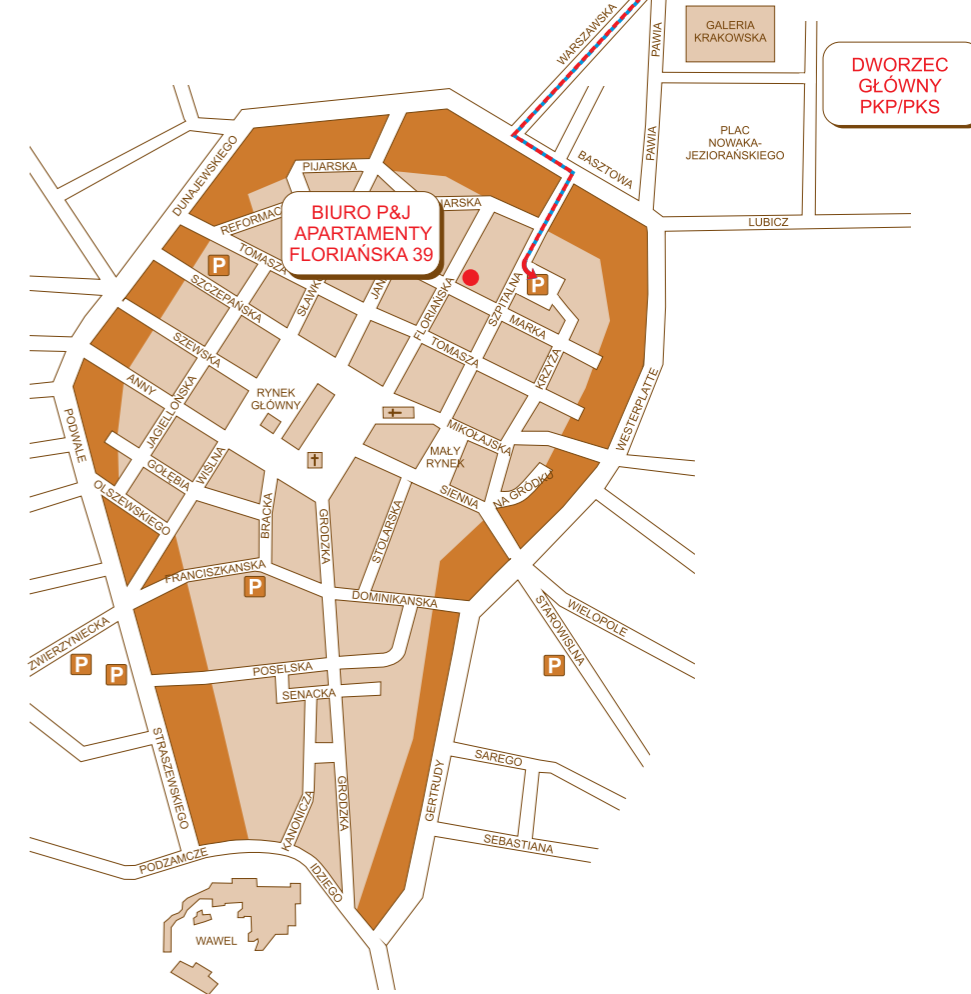 WARSZAWSKA
PAWIA
GALERIA
KRAKOWSKA
DWORZEC
GŁÓWNY
PKP/PKS
PLAC
NOWAKA-
JEZIORAŃSKIEGO
PAWIA
BASZTOWA
LUBICZ
DUNAJEWSKIEGO
PIJARSKA
REFORMAC
NARSKA
BIURO P&J
APARTAMENTY
FLORIAŃSKA 39
TOMASZA
P
SZCZEPAŃSKA
SŁAWK
JAN
FLORIAŃSKA
SZPITALNA
P
MARKA
TOMASZA
KRZYŻA
SZEWSKA
ANNY
JAGIELLOŃSKA
RYNEK
GŁÓWNY
WESTERPLATTE
PODWALE
MIKOŁAJSKA
MAŁY
RYNEK
GOŁĘBIA
WIŚLNA
OLSZEWSKIEGO
BRACKA
GRODZKA
STOLARSKA
SIENNA
NA GRÓDKU
FRANCISZKAŃSKA
P
DOMINIKAŃSKA
STAROWIŚLNA
WIELOPOLE
ZWIERZYNIECKA
P
P
P
POSELSKA
SENACKA
STRASZEWSKIEGO
KANONICZA
GRODZKA
GERTRUDY
SAREGO
SEBASTIANA
PODZAMCZE
IDZIEGO
WAWEL